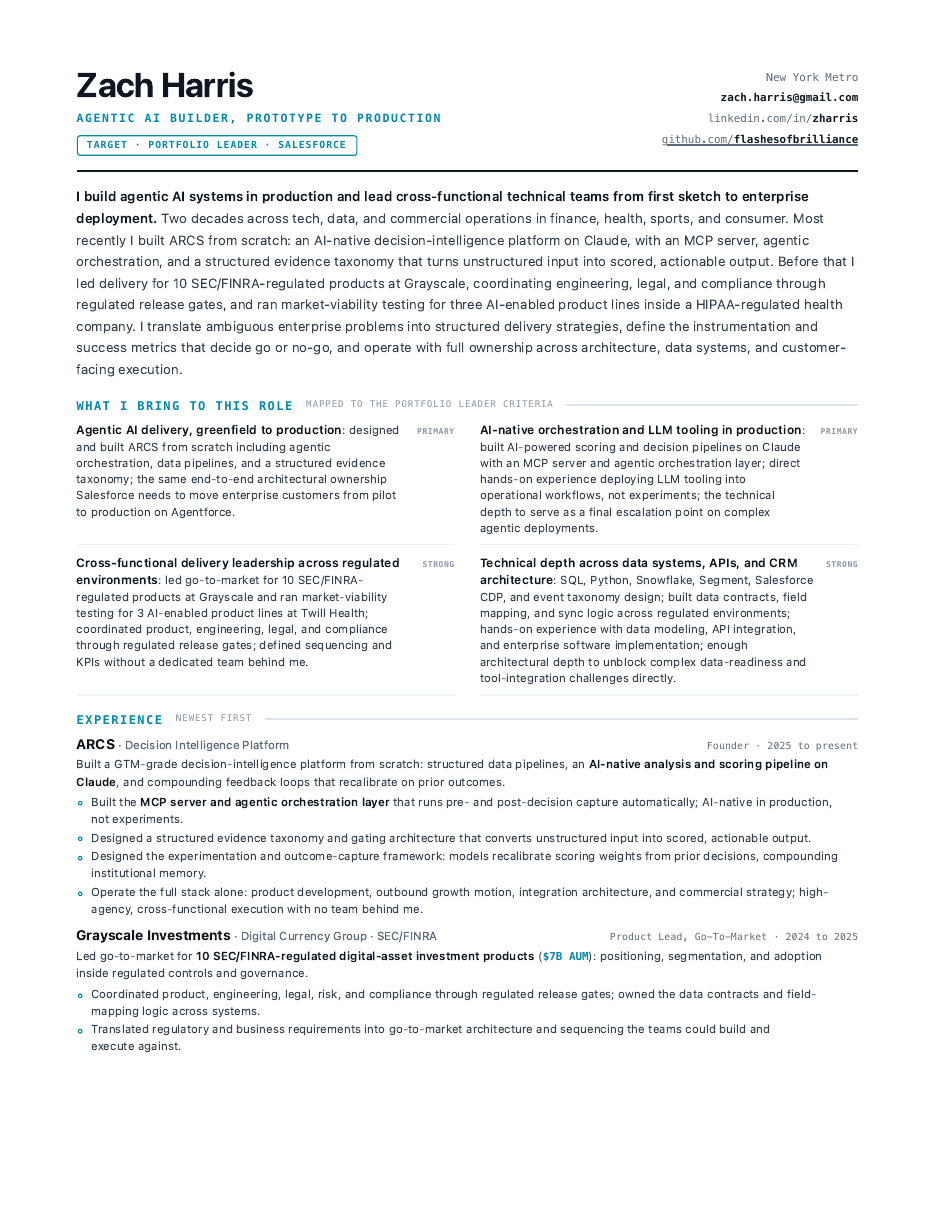 Zach Harris
AGENTIC AI BUILDER, PROTOTYPE TO PRODUCTION
TARGET · PORTFOLIO LEADER · SALESFORCE
New York Metro
zach.harris@gmail.com
linkedin.com/in/zharris
github.com/flashesofbrilliance
I build agentic AI systems in production and lead cross-functional technical teams from first sketch to enterprise
deployment. Two decades across tech, data, and commercial operations in finance, health, sports, and consumer. Most
recently I built ARCS from scratch: an AI-native decision-intelligence platform on Claude, with an MCP server, agentic
orchestration, and a structured evidence taxonomy that turns unstructured input into scored, actionable output. Before that I
led delivery for 10 SEC/FINRA-regulated products at Grayscale, coordinating engineering, legal, and compliance through
regulated release gates, and ran market-viability testing for three AI-enabled product lines inside a HIPAA-regulated health
company. I translate ambiguous enterprise problems into structured delivery strategies, define the instrumentation and
success metrics that decide go or no-go, and operate with full ownership across architecture, data systems, and customer-
facing execution.
WHAT I BRING TO THIS ROLE MAPPED TO THE PORTFOLIO LEADER CRITERIA
Agentic AI delivery, greenfield to production: designed PRIMARY
and built ARCS from scratch including agentic
orchestration, data pipelines, and a structured evidence
taxonomy; the same end-to-end architectural ownership
Salesforce needs to move enterprise customers from pilot
to production on Agentforce.
AI-native orchestration and LLM tooling in production: PRIMARY
built AI-powered scoring and decision pipelines on Claude
with an MCP server and agentic orchestration layer; direct
hands-on experience deploying LLM tooling into
operational workflows, not experiments; the technical
depth to serve as a final escalation point on complex
agentic deployments.
Cross-functional delivery leadership across regulated STRONG
environments: led go-to-market for 10 SEC/FINRA-
regulated products at Grayscale and ran market-viability
testing for 3 AI-enabled product lines at Twill Health;
coordinated product, engineering, legal, and compliance
through regulated release gates; defined sequencing and
KPIs without a dedicated team behind me.
Technical depth across data systems, APIs, and CRM STRONG
architecture: SQL, Python, Snowflake, Segment, Salesforce
CDP, and event taxonomy design; built data contracts, field
mapping, and sync logic across regulated environments;
hands-on experience with data modeling, API integration,
and enterprise software implementation; enough
architectural depth to unblock complex data-readiness and
tool-integration challenges directly.
EXPERIENCE NEWEST FIRST
ARCS · Decision Intelligence Platform Founder · 2025 to present
Built a GTM-grade decision-intelligence platform from scratch: structured data pipelines, an AI-native analysis and scoring pipeline on
Claude, and compounding feedback loops that recalibrate on prior outcomes.
Built the MCP server and agentic orchestration layer that runs pre- and post-decision capture automatically; AI-native in production,
not experiments.
Designed a structured evidence taxonomy and gating architecture that converts unstructured input into scored, actionable output.
Designed the experimentation and outcome-capture framework: models recalibrate scoring weights from prior decisions, compounding
institutional memory.
Operate the full stack alone: product development, outbound growth motion, integration architecture, and commercial strategy; high-
agency, cross-functional execution with no team behind me.
Grayscale Investments · Digital Currency Group · SEC/FINRA Product Lead, Go-To-Market · 2024 to 2025
Led go-to-market for 10 SEC/FINRA-regulated digital-asset investment products ($7B AUM): positioning, segmentation, and adoption
inside regulated controls and governance.
Coordinated product, engineering, legal, risk, and compliance through regulated release gates; owned the data contracts and field-
mapping logic across systems.
Translated regulatory and business requirements into go-to-market architecture and sequencing the teams could build and
execute against.